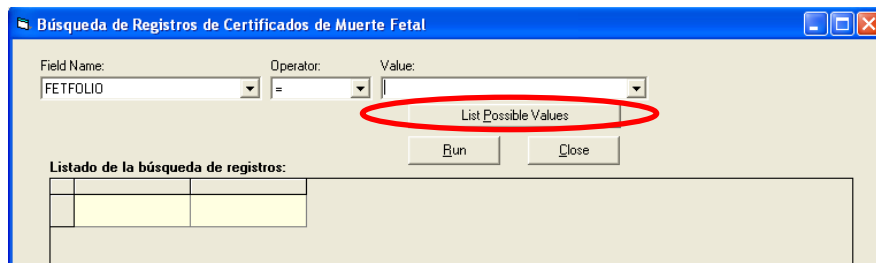 Búsqueda de Registros de Certificados de Muerte Fetal
Field Name: Operator: Value:
FETFOLIO =
List Possible Values
Run Close
Listado de la búsqueda de registros: